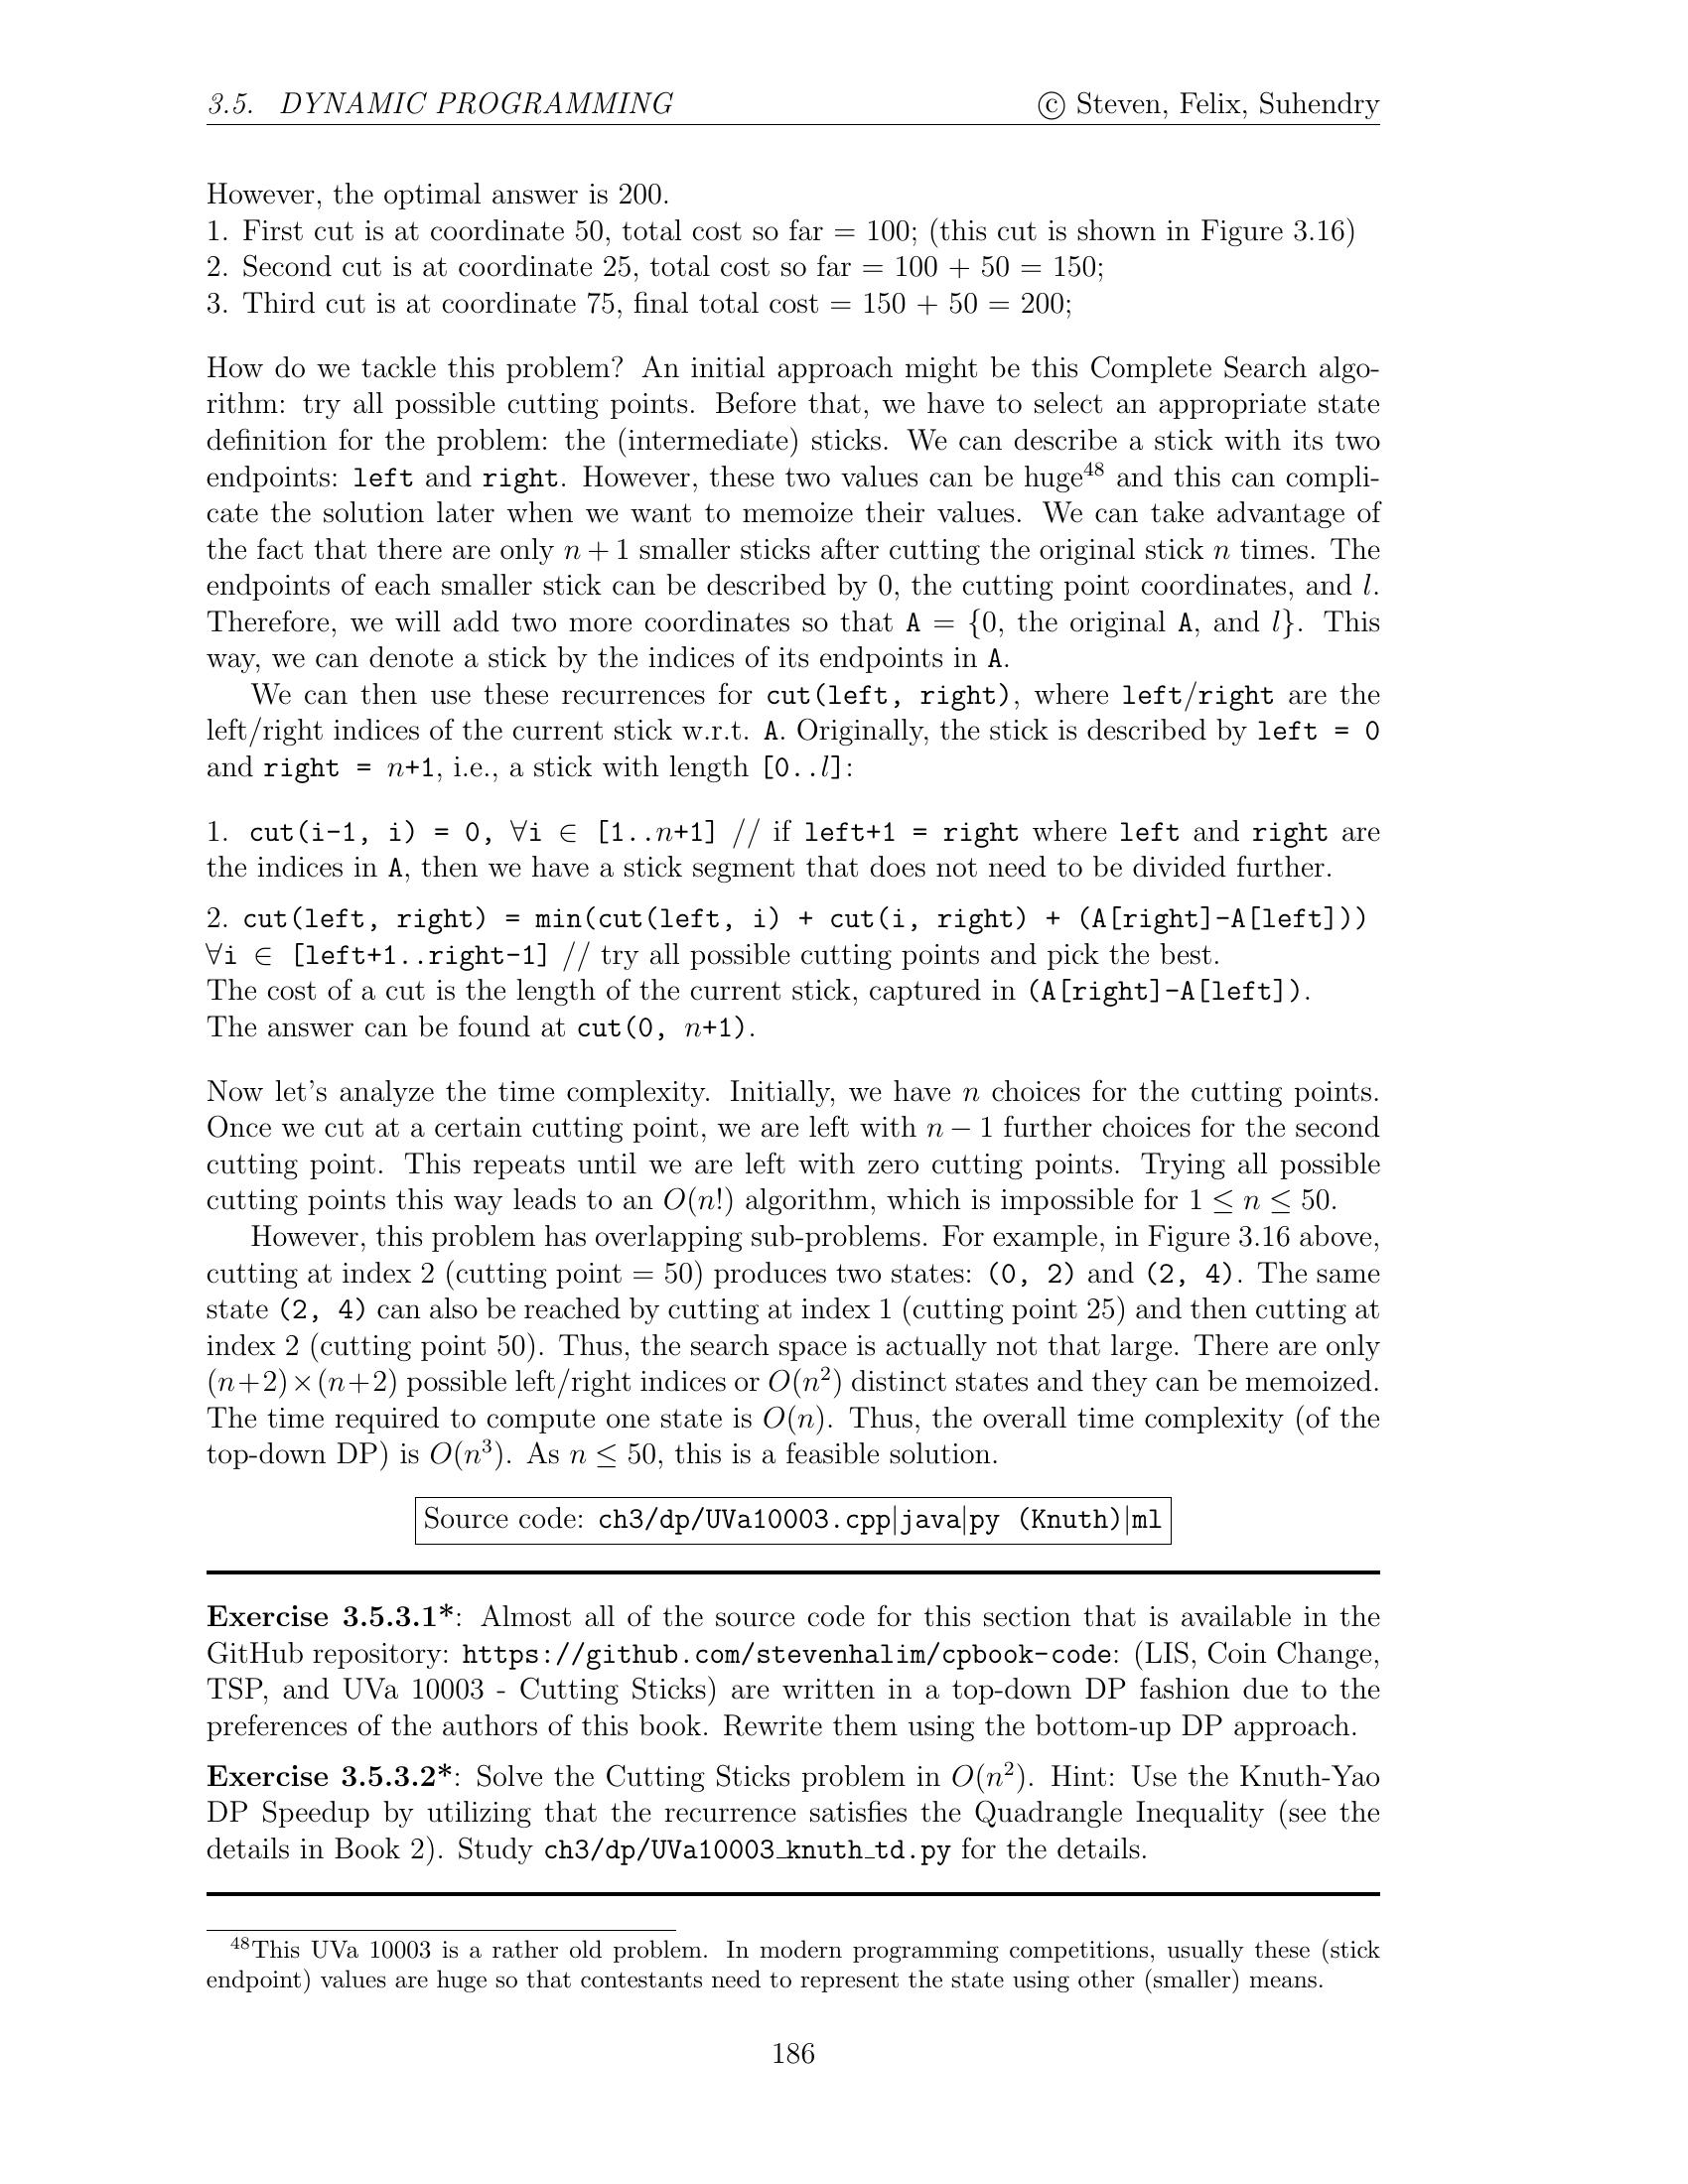 3.5. DYNAMIC PROGRAMMING © Steven, Felix, Suhendry
However, the optimal answer is 200.
1. First cut is at coordinate 50, total cost so far = 100; (this cut is shown in Figure 3.16)
2. Second cut is at coordinate 25, total cost so far = 100 + 50 = 150;
3. Third cut is at coordinate 75, final total cost = 150 + 50 = 200;
How do we tackle this problem? An initial approach might be this Complete Search algo-
rithm: try all possible cutting points. Before that, we have to select an appropriate state
definition for the problem: the (intermediate) sticks. We can describe a stick with its two
endpoints: left and right. However, these two values can be huge⁴⁸ and this can compli-
cate the solution later when we want to memoize their values. We can take advantage of
the fact that there are only n + 1 smaller sticks after cutting the original stick n times. The
endpoints of each smaller stick can be described by 0, the cutting point coordinates, and l.
Therefore, we will add two more coordinates so that A = {0, the original A, and l}. This
way, we can denote a stick by the indices of its endpoints in A.
We can then use these recurrences for cut(left, right), where left/right are the
left/right indices of the current stick w.r.t. A. Originally, the stick is described by left = 0
and right = n+1, i.e., a stick with length [0..l]:
1. cut(i-1, i) = 0, ∀i ∈ [1..n+1] // if left+1 = right where left and right are
the indices in A, then we have a stick segment that does not need to be divided further.
2. cut(left, right) = min(cut(left, i) + cut(i, right) + (A[right]-A[left]))
∀i ∈ [left+1..right-1] // try all possible cutting points and pick the best.
The cost of a cut is the length of the current stick, captured in (A[right]-A[left]).
The answer can be found at cut(0, n+1).
Now let's analyze the time complexity. Initially, we have n choices for the cutting points.
Once we cut at a certain cutting point, we are left with n − 1 further choices for the second
cutting point. This repeats until we are left with zero cutting points. Trying all possible
cutting points this way leads to an O(n!) algorithm, which is impossible for 1 ≤ n ≤ 50.
However, this problem has overlapping sub-problems. For example, in Figure 3.16 above,
cutting at index 2 (cutting point = 50) produces two states: (0, 2) and (2, 4). The same
state (2, 4) can also be reached by cutting at index 1 (cutting point 25) and then cutting at
index 2 (cutting point 50). Thus, the search space is actually not that large. There are only
(n+2)×(n+2) possible left/right indices or O(n²) distinct states and they can be memoized.
The time required to compute one state is O(n). Thus, the overall time complexity (of the
top-down DP) is O(n³). As n ≤ 50, this is a feasible solution.
Source code: ch3/dp/UVa10003.cpp|java|py (Knuth)|ml
Exercise 3.5.3.1*: Almost all of the source code for this section that is available in the
GitHub repository: https://github.com/stevenhalim/cpbook-code: (LIS, Coin Change,
TSP, and UVa 10003 - Cutting Sticks) are written in a top-down DP fashion due to the
preferences of the authors of this book. Rewrite them using the bottom-up DP approach.
Exercise 3.5.3.2*: Solve the Cutting Sticks problem in O(n²). Hint: Use the Knuth-Yao
DP Speedup by utilizing that the recurrence satisfies the Quadrangle Inequality (see the
details in Book 2). Study ch3/dp/UVa10003_knuth_td.py for the details.
⁴⁸This UVa 10003 is a rather old problem. In modern programming competitions, usually these (stick
endpoint) values are huge so that contestants need to represent the state using other (smaller) means.
186